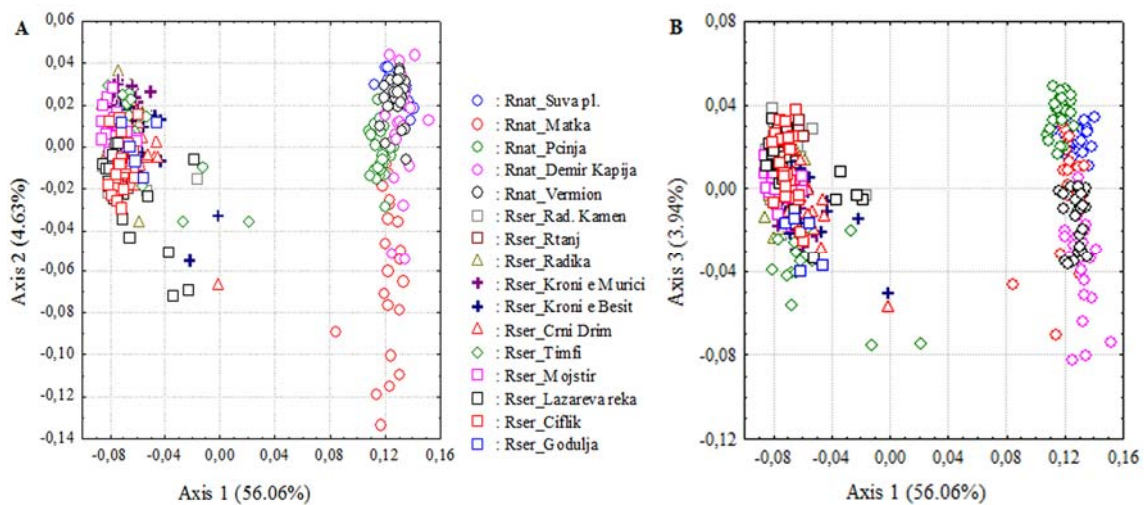 A
0,06
0,04
0,02
0,00
-0,02
-0,04
-0,06
-0,08
-0,10
-0,12
-0,14
Axis 2 (4.63%)
-0,08 -0,04 0,00 0,04 0,08 0,12 0,16
Axis 1 (56.06%)
: Rnat_Suva pl.
: Rnat_Matka
: Rnat_Pcinja
: Rnat_Demir Kapija
: Rnat_Vermion
: Rser_Rad. Kamen
: Rser_Rtanj
: Rser_Radika
: Rser_Kroni e Murici
: Rser_Kroni e Besit
: Rser_Crni Drim
: Rser_Timfi
: Rser_Mojstir
: Rser_Lazareva reka
: Rser_Ciflik
: Rser_Godulja
B
0,08
0,04
0,00
-0,04
-0,08
-0,12
Axis 3 (3.94%)
-0,08 -0,04 0,00 0,04 0,08 0,12 0,16
Axis 1 (56.06%)